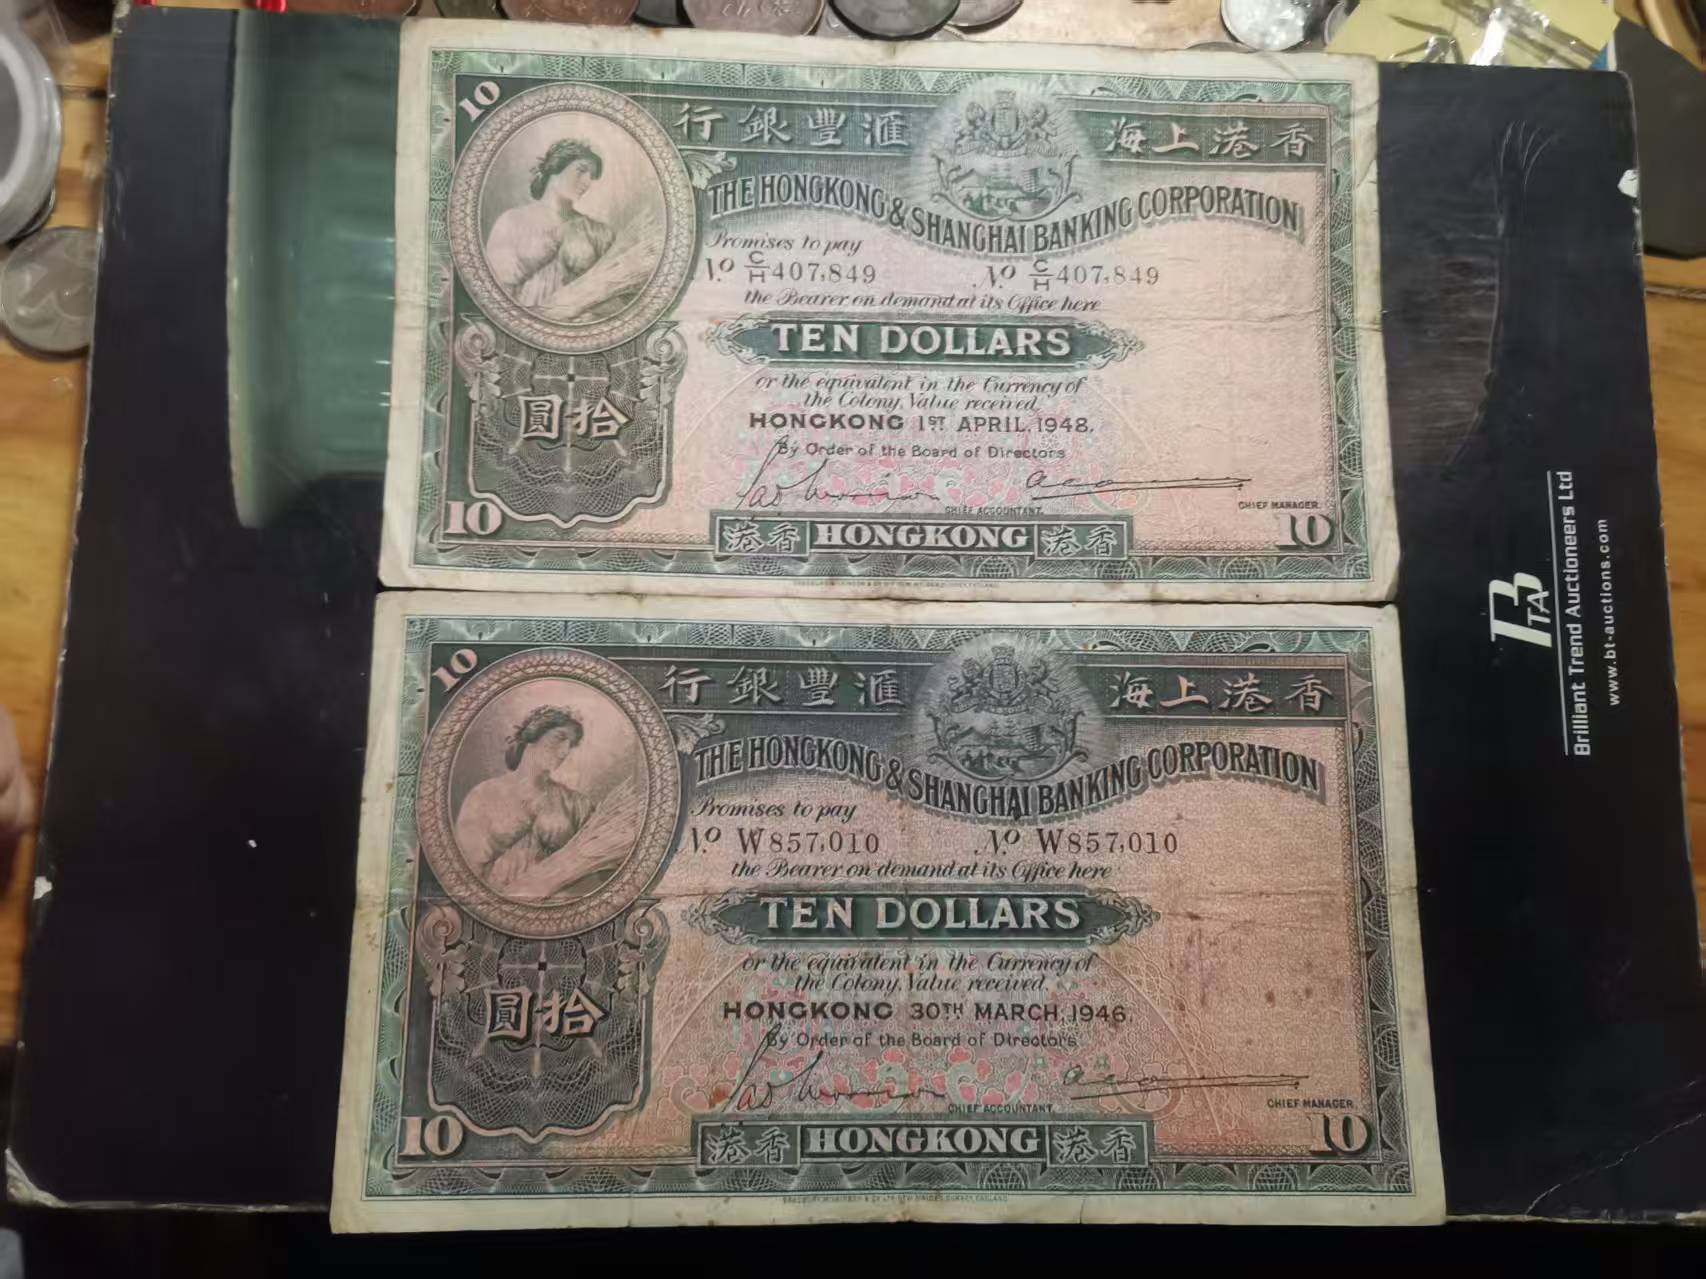 10
行銀豐滙 海上港香
THE HONGKONG & SHANGHAI BANKING CORPORATION
Promises to pay
No. C/H 407,849 No. C/H 407,849
the Bearer on demand at its Office here
TEN DOLLARS
or the equivalent in the Currency of
the Colony, Value received.
圓拾
HONGKONG 1ST APRIL, 1948.
By Order of the Board of Directors
CHIEF ACCOUNTANT.
CHIEF MANAGER.
10 港香 HONGKONG 港香 10
10
行銀豐滙 海上港香
THE HONGKONG & SHANGHAI BANKING CORPORATION
Promises to pay
No. W857,010 No. W857,010
the Bearer on demand at its Office here
TEN DOLLARS
or the equivalent in the Currency of
the Colony, Value received.
圓拾
HONGKONG 30TH MARCH, 1946.
By Order of the Board of Directors
CHIEF ACCOUNTANT.
CHIEF MANAGER.
10 港香 HONGKONG 港香 10
BTA
Brilliant Trend Auctioneers Ltd
www.bt-auctions.com